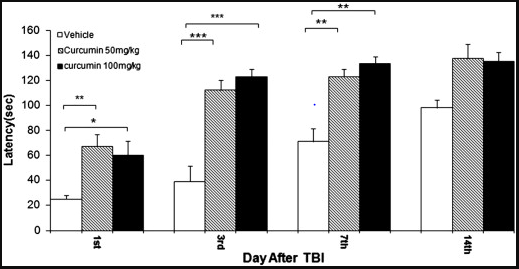 Latency(sec)
160
140
120
100
80
60
40
20
0
Vehicle
Curcumin 50mg/kg
curcumin 100mg/kg
**
*
***
***
**
**
1st
3rd
7th
14th
Day After TBI